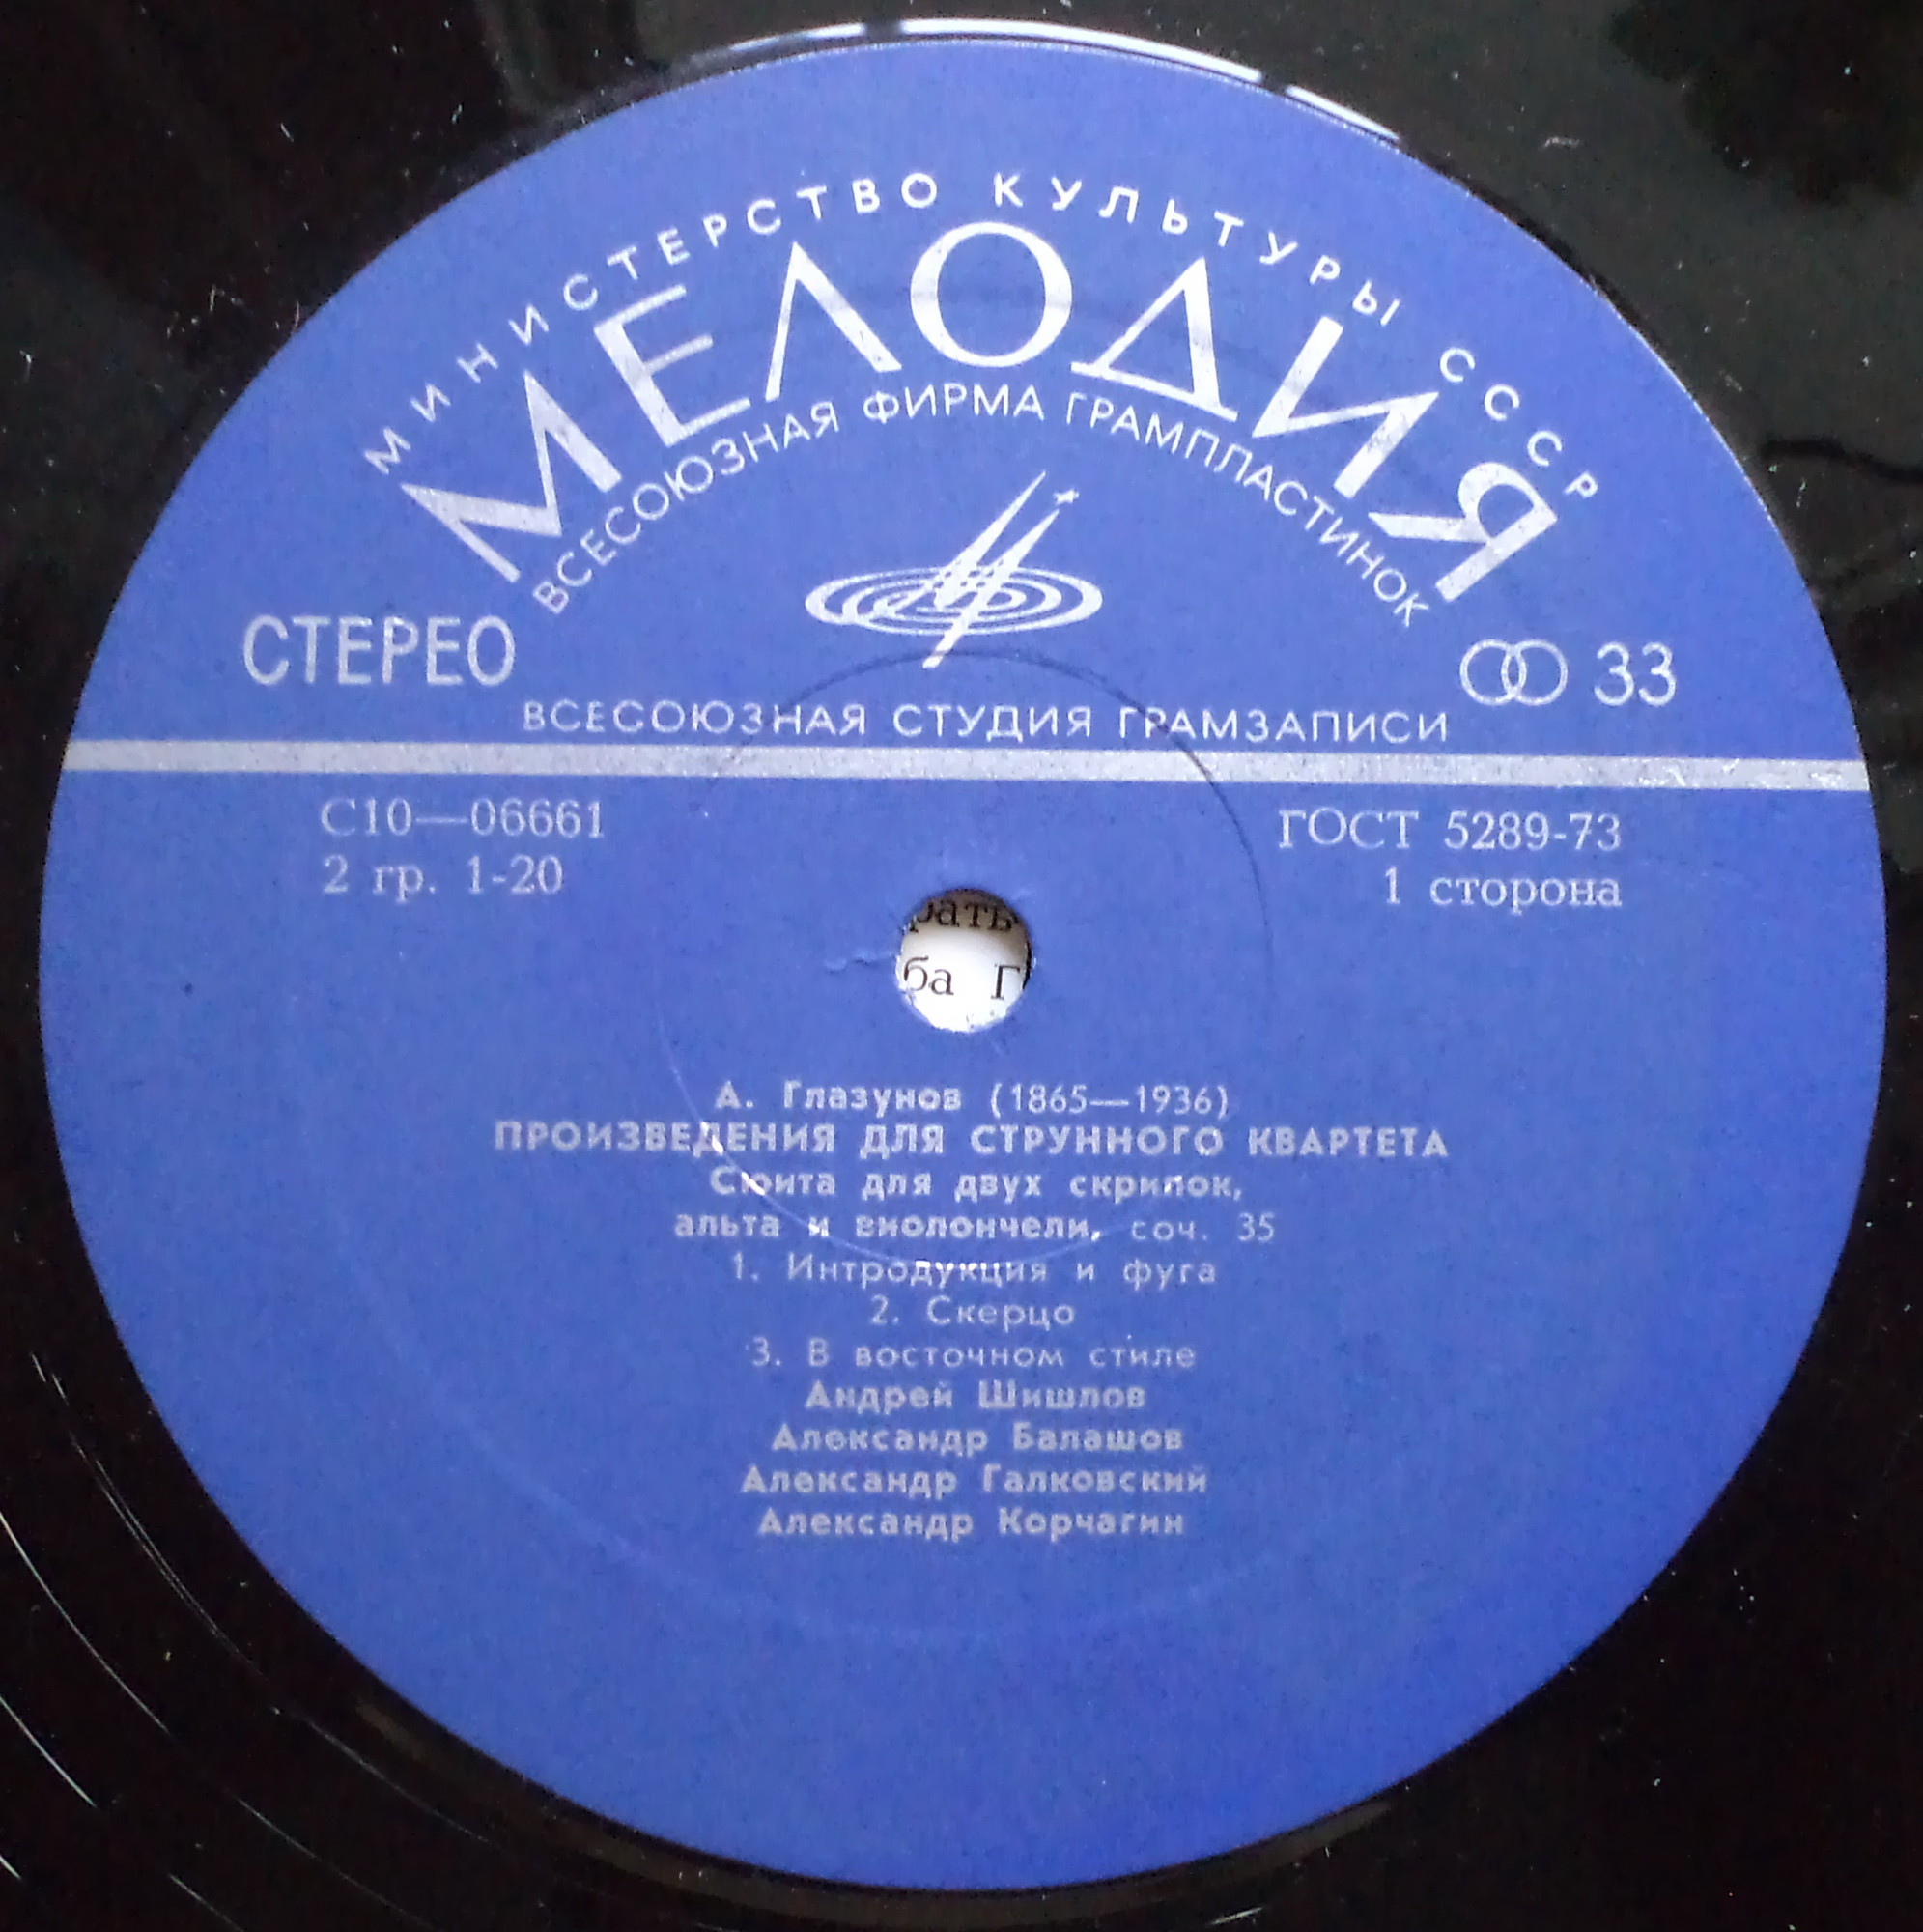 МИНИСТЕРСТВО КУЛЬТУРЫ СССР
МЕЛОДИЯ
ВСЕСОЮЗНАЯ ФИРМА ГРАМПЛАСТИНОК
СТЕРЕО
33
ВСЕСОЮЗНАЯ СТУДИЯ ГРАМЗАПИСИ
С10—06661
ГОСТ 5289-73
2 гр. 1-20
1 сторона
рать
ба Г
А. Глазунов (1865—1936)
ПРОИЗВЕДЕНИЯ ДЛЯ СТРУННОГО КВАРТЕТА
Сюита для двух скрипок,
альта и виолончели, соч. 35
1. Интродукция и фуга
2. Скерцо
3. В восточном стиле
Андрей Шишлов
Александр Балашов
Александр Галковский
Александр Корчагин